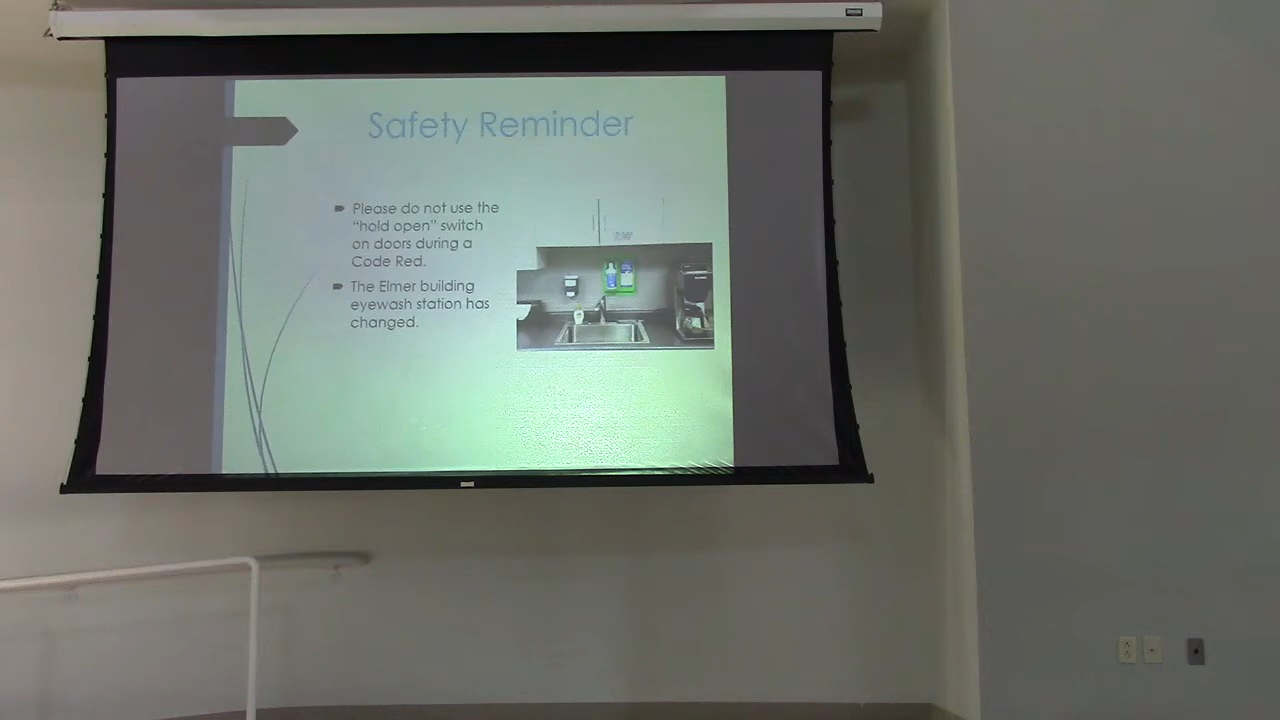 Safety Reminder
Please do not use the
“hold open” switch
on doors during a
Code Red.
The Elmer building
eyewash station has
changed.